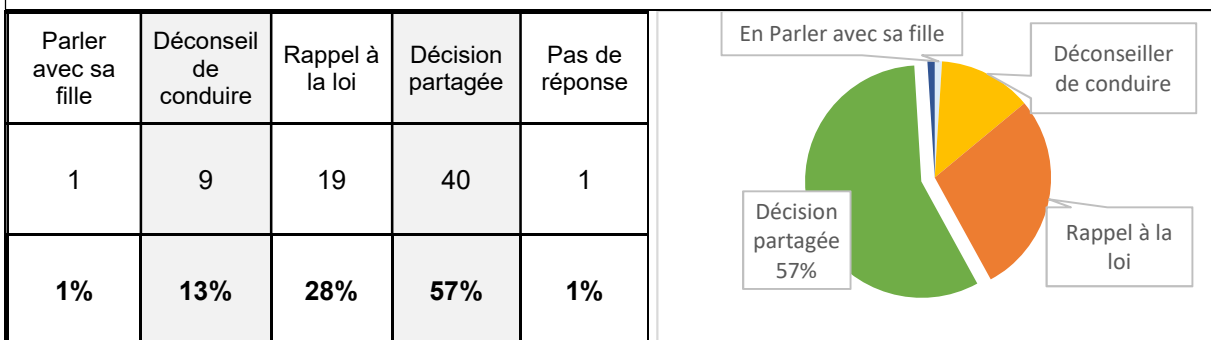 Parler
avec sa
fille
Déconseil
de
conduire
Rappel à
la loi
Décision
partagée
Pas de
réponse
1
9
19
40
1
1%
13%
28%
57%
1%
En Parler avec sa fille
Déconseiller
de conduire
Décision
partagée
57%
Rappel à la
loi